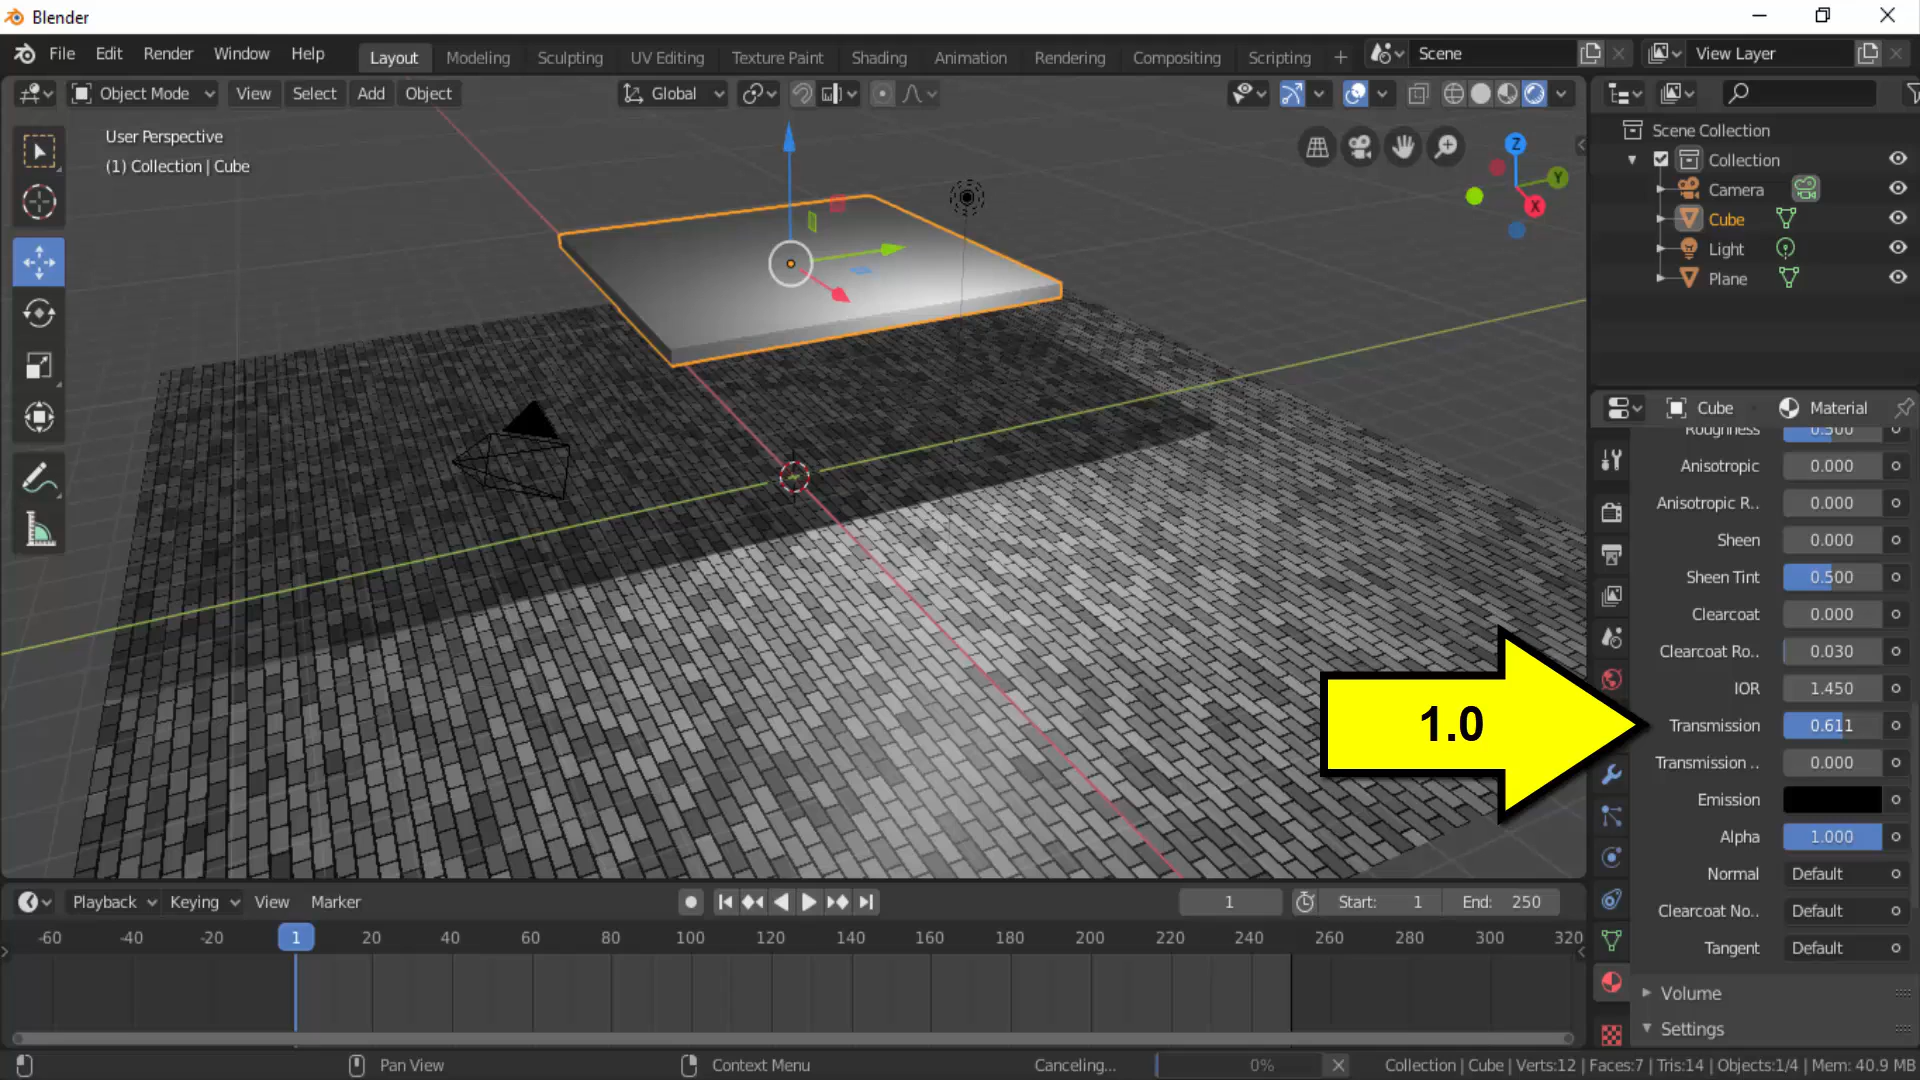 Blender
File Edit Render Window Help Layout Modeling Sculpting UV Editing Texture Paint Shading Animation Rendering Compositing Scripting + Scene View Layer
Object Mode View Select Add Object Global
User Perspective
(1) Collection | Cube
Z
Y
X
Scene Collection
Collection
Camera
Cube
Light
Plane
Cube Material
Roughness 0.500
Anisotropic 0.000
Anisotropic R.. 0.000
Sheen 0.000
Sheen Tint 0.500
Clearcoat 0.000
Clearcoat Ro.. 0.030
IOR 1.450
1.0
Transmission 0.611
Transmission .. 0.000
Emission
Alpha 1.000
Normal Default
Clearcoat No.. Default
Tangent Default
Volume
Settings
Playback Keying View Marker 1 Start: 1 End: 250
-60 -40 -20 1 20 40 60 80 100 120 140 160 180 200 220 240 260 280 300 320
Pan View Context Menu Canceling... 0% Collection | Cube | Verts:12 | Faces:7 | Tris:14 | Objects:1/4 | Mem: 40.9 MB